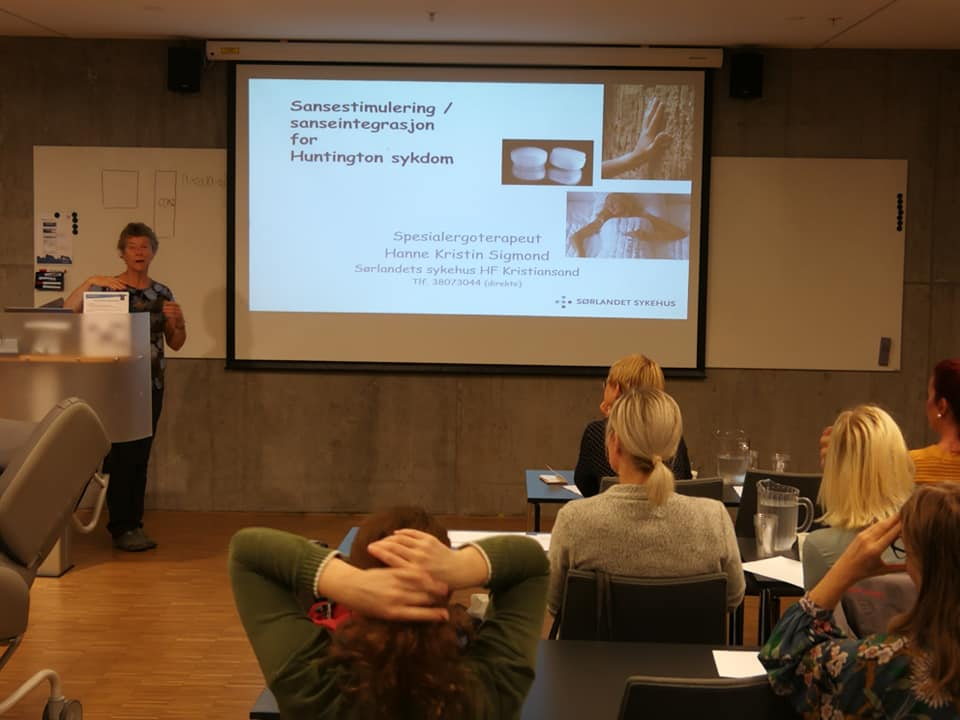 Sansestimulering /
sanseintegrasjon
for
Huntington sykdom
Spesialergoterapeut
Hanne Kristin Sigmond
Sørlandets sykehus HF Kristiansand
Tlf. 38073044 (direkte)
SØRLANDET SYKEHUS